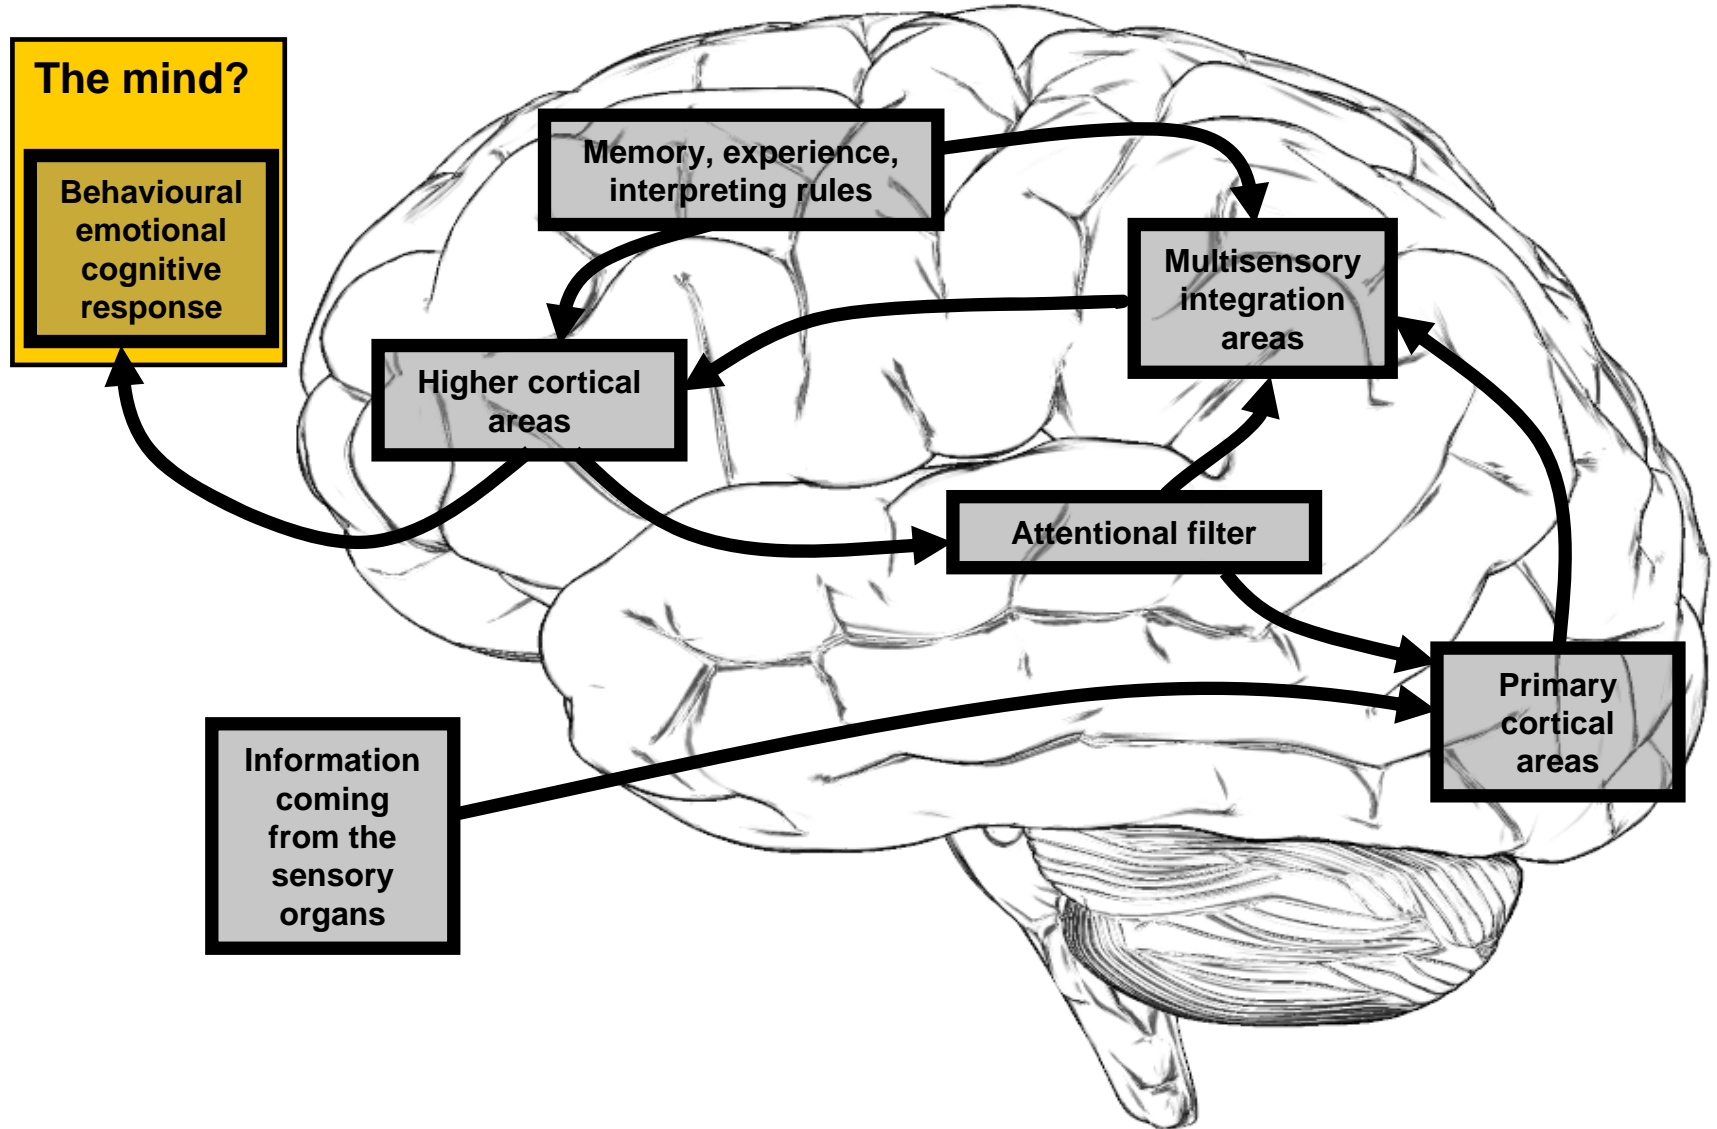 The mind?
Behavioural
emotional
cognitive
response
Memory, experience,
interpreting rules
Multisensory
integration
areas
Higher cortical
areas
Attentional filter
Primary
cortical
areas
Information
coming
from the
sensory
organs